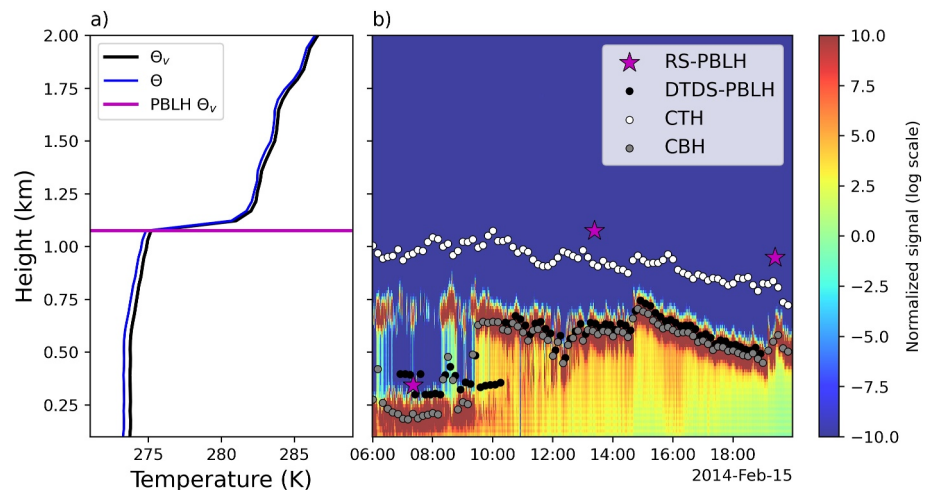 a)
b)
2.00
1.75
1.50
1.25
1.00
0.75
0.50
0.25
Height (km)
Θv
Θ
PBLH Θv
275
280
285
Temperature (K)
RS-PBLH
DTDS-PBLH
CTH
CBH
06:00
08:00
10:00
12:00
14:00
16:00
18:00
2014-Feb-15
10.0
7.5
5.0
2.5
0.0
−2.5
−5.0
−7.5
−10.0
Normalized signal (log scale)